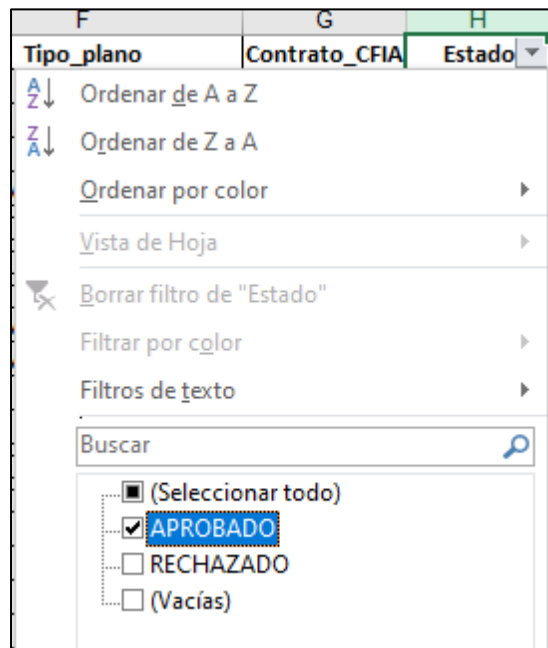 F G H
Tipo_plano Contrato_CFIA Estado
Ordenar de A a Z
Ordenar de Z a A
Ordenar por color
Vista de Hoja
Borrar filtro de "Estado"
Filtrar por color
Filtros de texto
Buscar
(Seleccionar todo)
APROBADO
RECHAZADO
(Vacías)